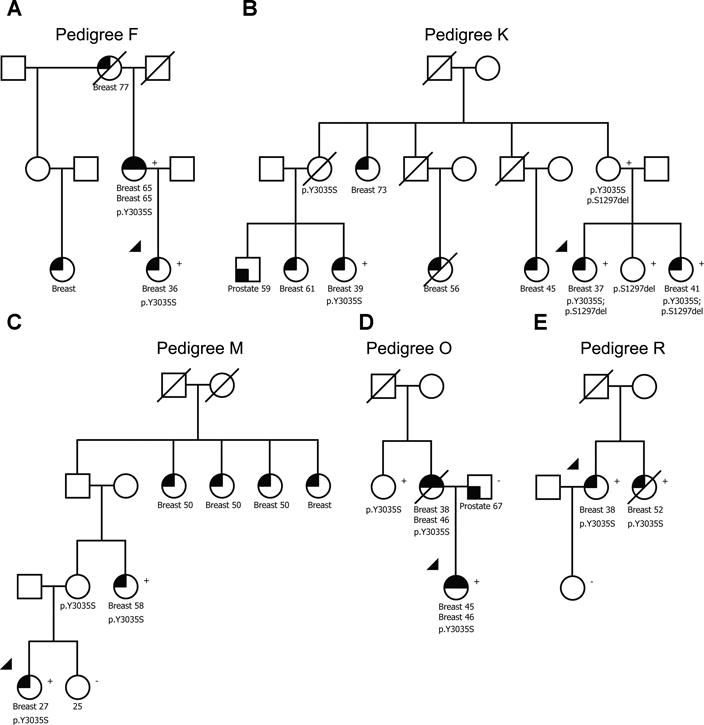 A
Pedigree F
Breast 77
+
Breast 65
Breast 65
p.Y3035S
Breast
+
Breast 36
p.Y3035S
B
Pedigree K
p.Y3035S
Breast 73
+
p.Y3035S
p.S1297del
Prostate 59
Breast 61
+
Breast 39
p.Y3035S
Breast 56
Breast 45
+
Breast 37
p.Y3035S;
p.S1297del
+
p.S1297del
+
Breast 41
p.Y3035S;
p.S1297del
C
Pedigree M
Breast 50
Breast 50
Breast 50
Breast
p.Y3035S
+
Breast 58
p.Y3035S
+
Breast 27
p.Y3035S
-
25
D
Pedigree O
+
p.Y3035S
Breast 38
Breast 46
p.Y3035S
-
Prostate 67
+
Breast 45
Breast 46
p.Y3035S
E
Pedigree R
+
Breast 38
p.Y3035S
+
Breast 52
p.Y3035S
-